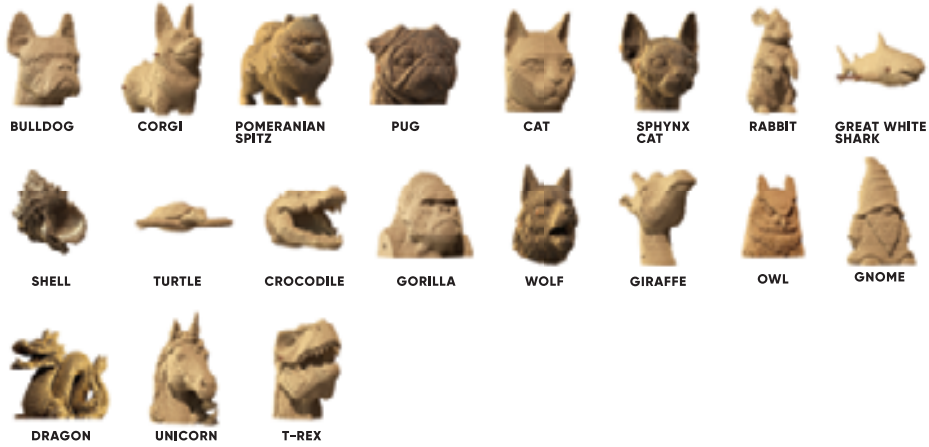 BULLDOG
CORGI
POMERANIAN
SPITZ
PUG
CAT
SPHYNX
CAT
RABBIT
GREAT WHITE
SHARK
SHELL
TURTLE
CROCODILE
GORILLA
WOLF
GIRAFFE
OWL
GNOME
DRAGON
UNICORN
T-REX